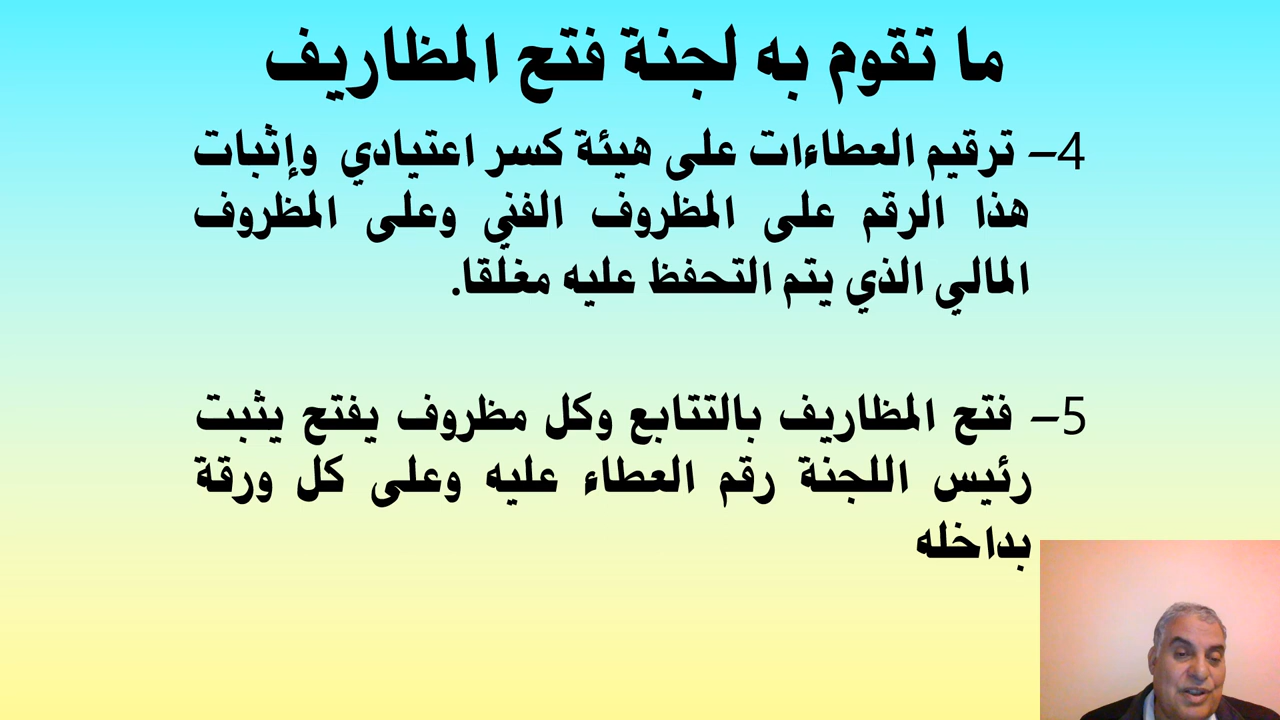 ما تقوم به لجنة فتح المظاريف
4– ترقيم العطاءات على هيئة كسر اعتيادي وإثبات
هذا الرقم على المظروف الفني وعلى المظروف
المالي الذي يتم التحفظ عليه مغلقا.
5– فتح المظاريف بالتتابع وكل مظروف يفتح يثبت
رئيس اللجنة رقم العطاء عليه وعلى كل ورقة
بداخله